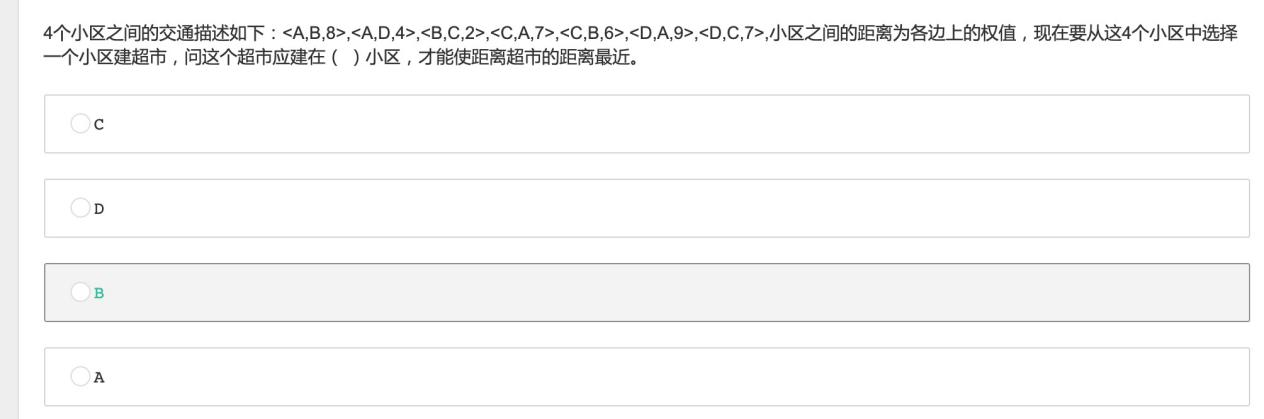 4个小区之间的交通描述如下：<A,B,8>,<A,D,4>,<B,C,2>,<C,A,7>,<C,B,6>,<D,A,9>,<D,C,7>,小区之间的距离为各边上的权值，现在要从这4个小区中选择
一个小区建超市，问这个超市应建在（  ）小区，才能使距离超市的距离最近。
C
D
B
A